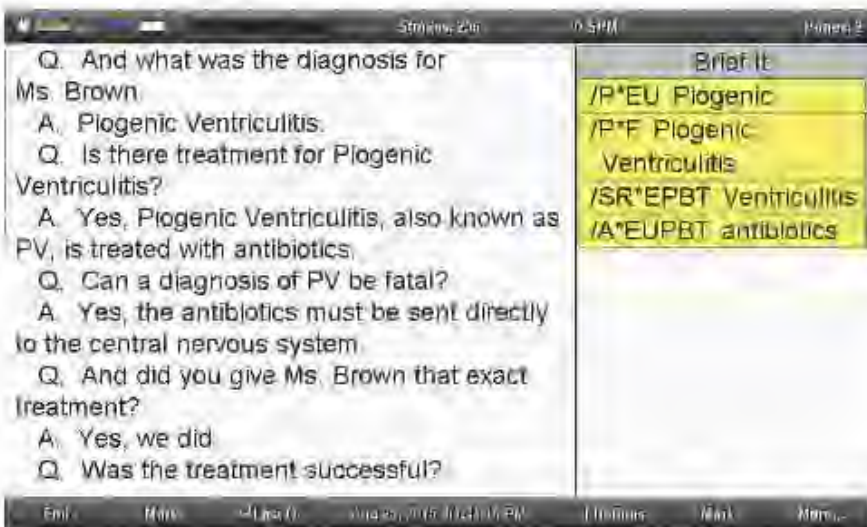 Q. And what was the diagnosis for
Ms. Brown.
A. Piogenic Ventriculitis.
Q. Is there treatment for Piogenic
Ventriculitis?
A. Yes, Piogenic Ventriculitis, also known as
PV, is treated with antibiotics.
Q. Can a diagnosis of PV be fatal?
A. Yes, the antibiotics must be sent directly
to the central nervous system.
Q. And did you give Ms. Brown that exact
treatment?
A. Yes, we did.
Q. Was the treatment successful?
Brief It
/P*EU Piogenic
/P*F Piogenic
Ventriculitis
/SR*EPBT Ventriculitis
/A*EUPBT antibiotics